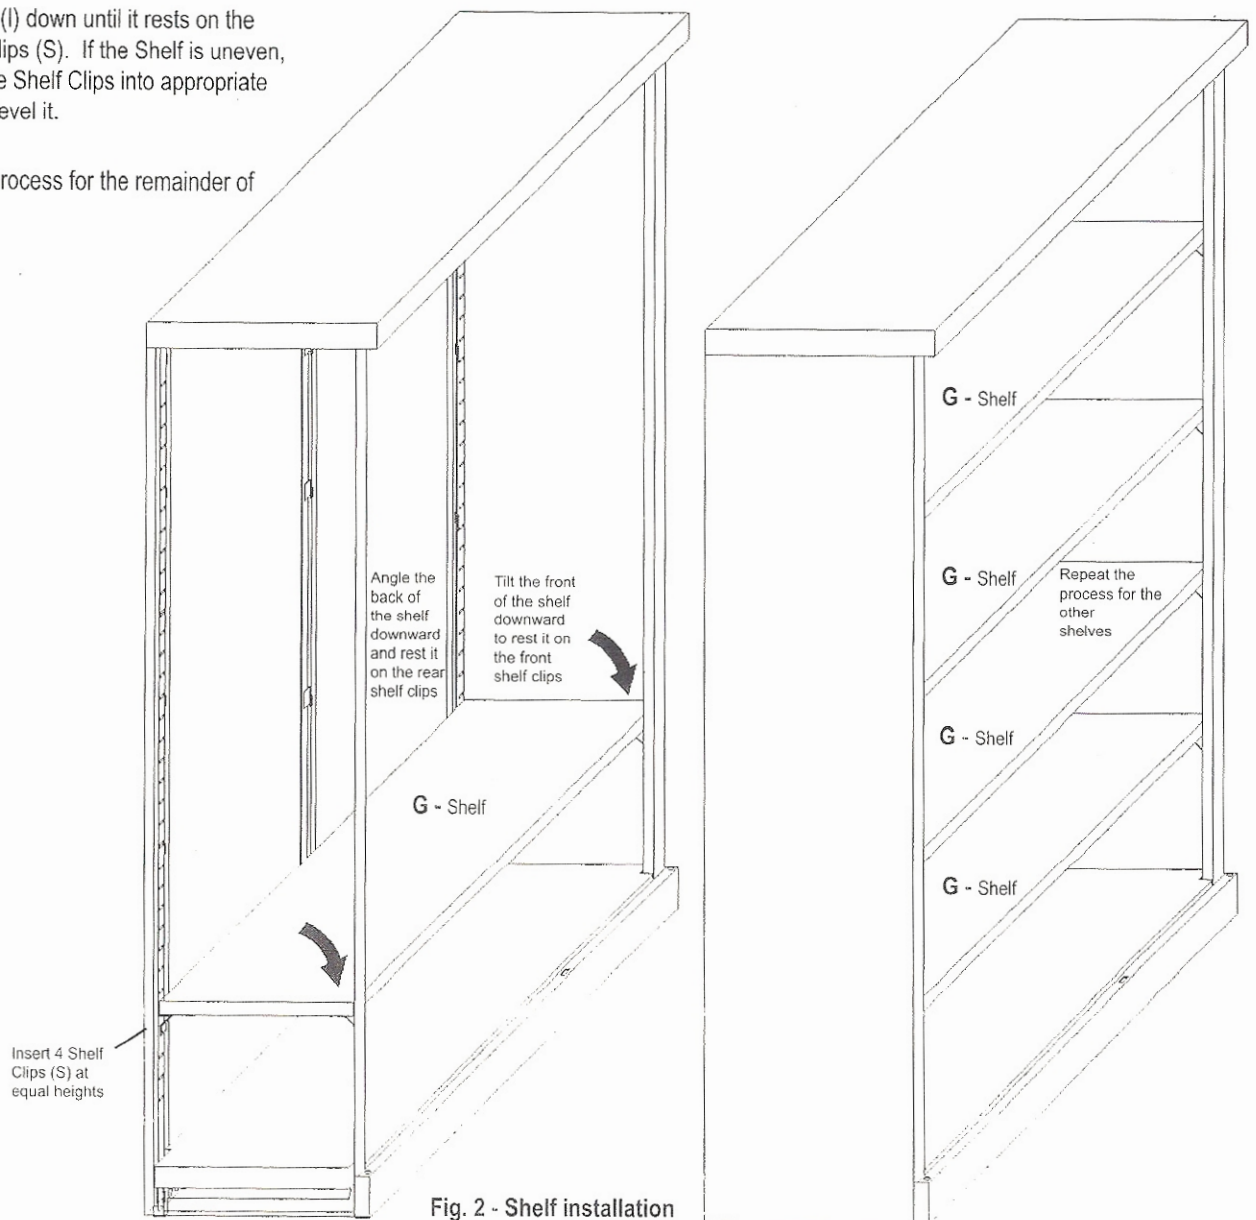 (I) down until it rests on the
lips (S). If the Shelf is uneven,
e Shelf Clips into appropriate
evel it.
rocess for the remainder of
Angle the
back of
the shelf
downward
and rest it
on the rear
shelf clips
Tilt the front
of the shelf
downward
to rest it on
the front
shelf clips
G - Shelf
Insert 4 Shelf
Clips (S) at
equal heights
G - Shelf
G - Shelf
Repeat the
process for the
other
shelves
G - Shelf
G - Shelf
Fig. 2 - Shelf installation